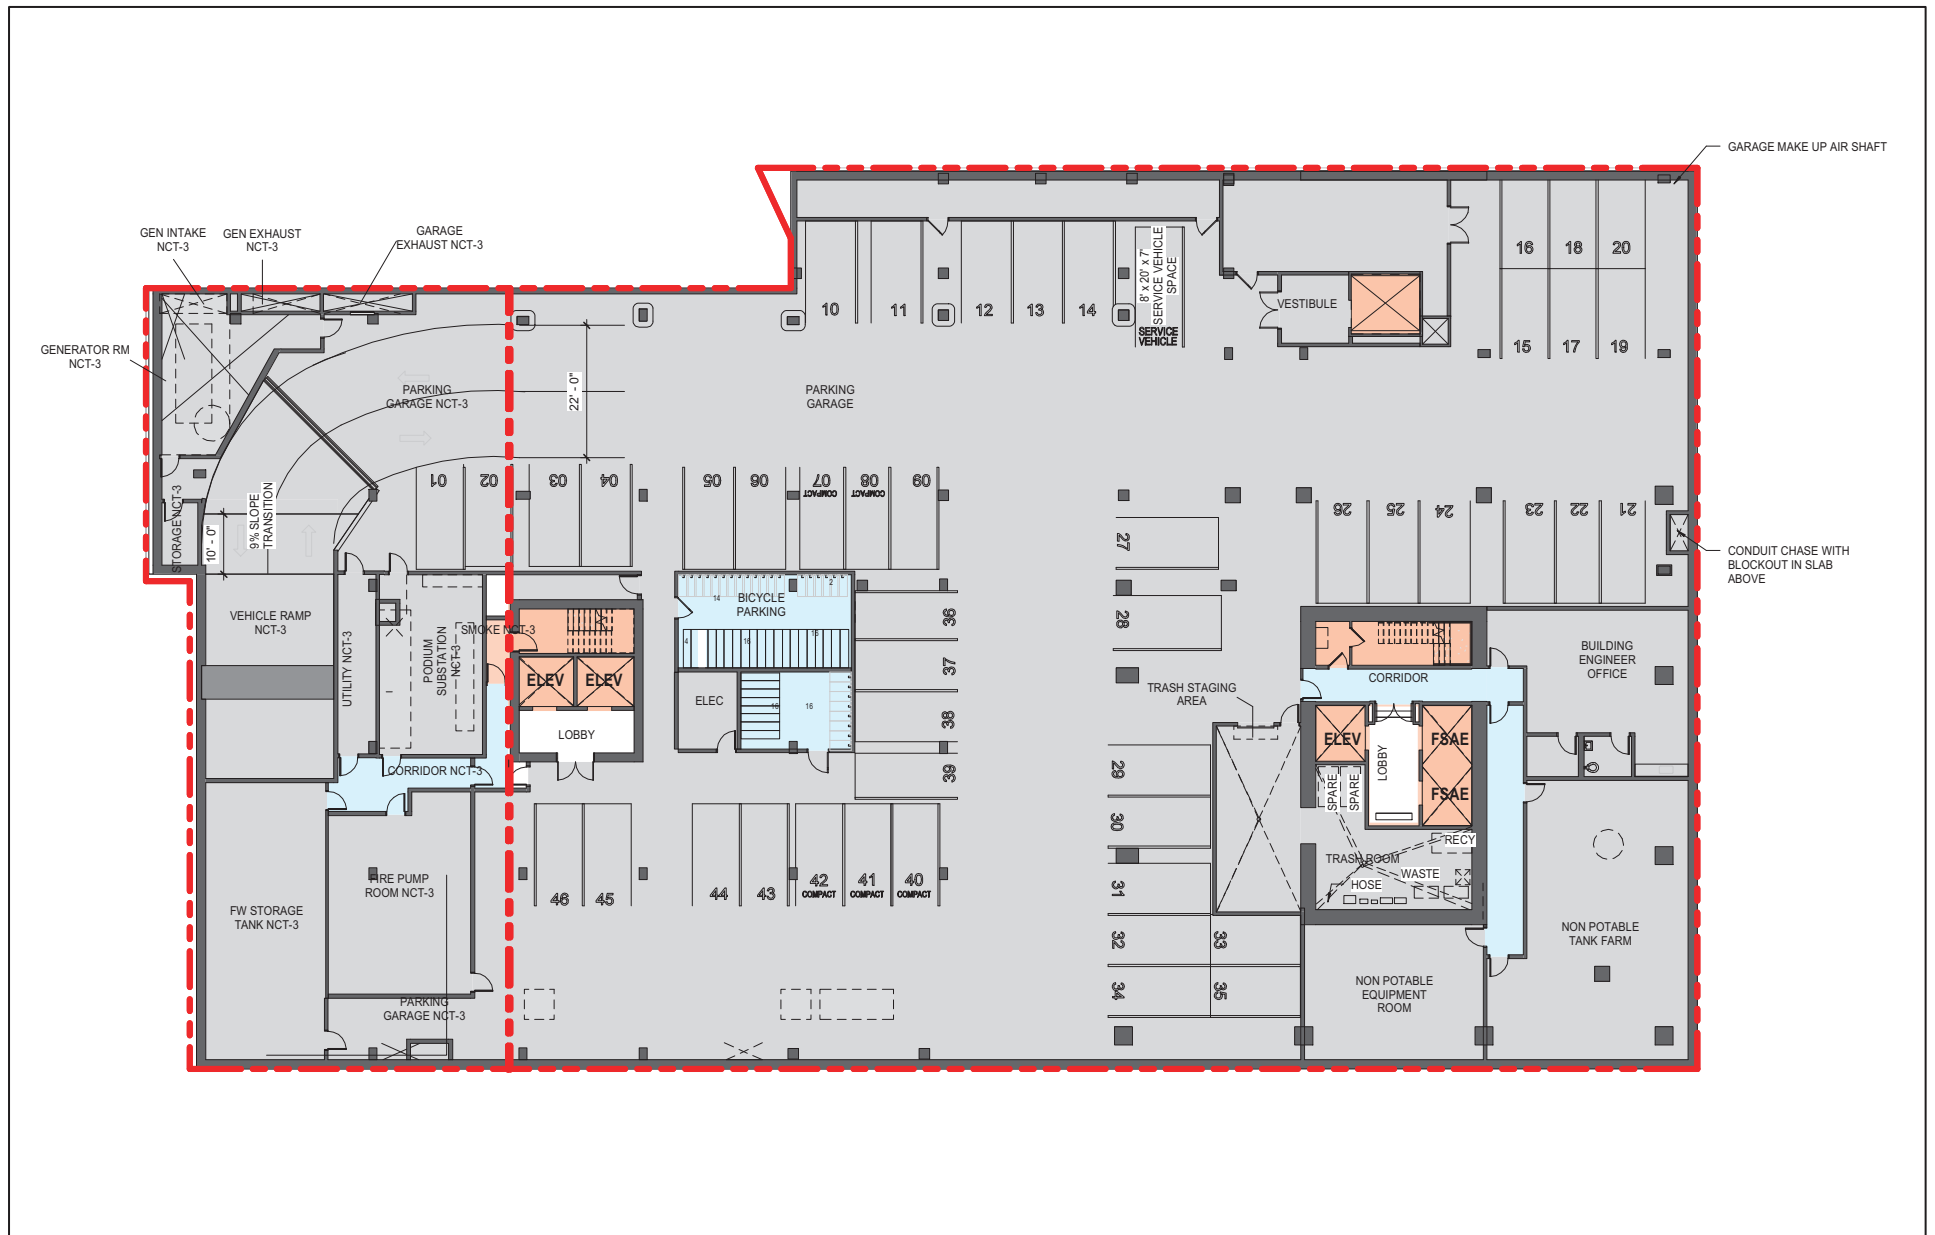 GARAGE MAKE UP AIR SHAFT
GEN INTAKE
NCT-3
GEN EXHAUST
NCT-3
GARAGE
EXHAUST NCT-3
GENERATOR RM
NCT-3
PARKING
GARAGE NCT-3
22' - 0"
PARKING
GARAGE
10
11
12
13
14
8' x 20' x 7'
SERVICE VEHICLE
SPACE
SERVICE
VEHICLE
VESTIBULE
16
18
20
15
17
19
01
02
03
04
05
06
07
COMPACT
08
COMPACT
09
26
25
24
23
22
21
STORAGE NCT-3
10' - 0"
9% SLOPE
TRANSITION
27
28
CONDUIT CHASE WITH
BLOCKOUT IN SLAB
ABOVE
VEHICLE RAMP
NCT-3
UTILITY NCT-3
PODIUM
SUBSTATION
NCT-3
SMOKE NCT-3
ELEV
ELEV
LOBBY
BICYCLE
PARKING
2
14
4
16
15
ELEC
16
16
36
37
38
39
TRASH STAGING
AREA
CORRIDOR
BUILDING
ENGINEER
OFFICE
ELEV
LOBBY
FSAE
FSAE
SPARE
SPARE
RECY
TRASH ROOM
WASTE
HOSE
CORRIDOR NCT-3
29
30
31
32
33
34
35
46
45
44
43
42
COMPACT
41
COMPACT
40
COMPACT
FIRE PUMP
ROOM NCT-3
FW STORAGE
TANK NCT-3
PARKING
GARAGE NCT-3
NON POTABLE
EQUIPMENT
ROOM
NON POTABLE
TANK FARM